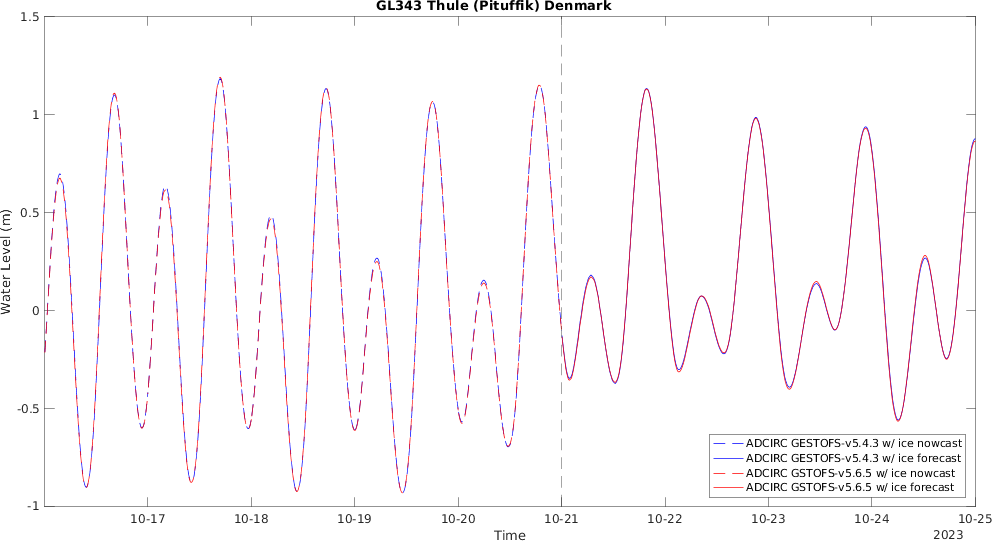 GL343 Thule (Pituffik) Denmark
1.5
1
0.5
0
-0.5
-1
Water Level (m)
10-17
10-18
10-19
10-20
10-21
10-22
10-23
10-24
10-25
Time
2023
ADCIRC GESTOFS-v5.4.3 w/ ice nowcast
ADCIRC GESTOFS-v5.4.3 w/ ice forecast
ADCIRC GSTOFS-v5.6.5 w/ ice nowcast
ADCIRC GSTOFS-v5.6.5 w/ ice forecast